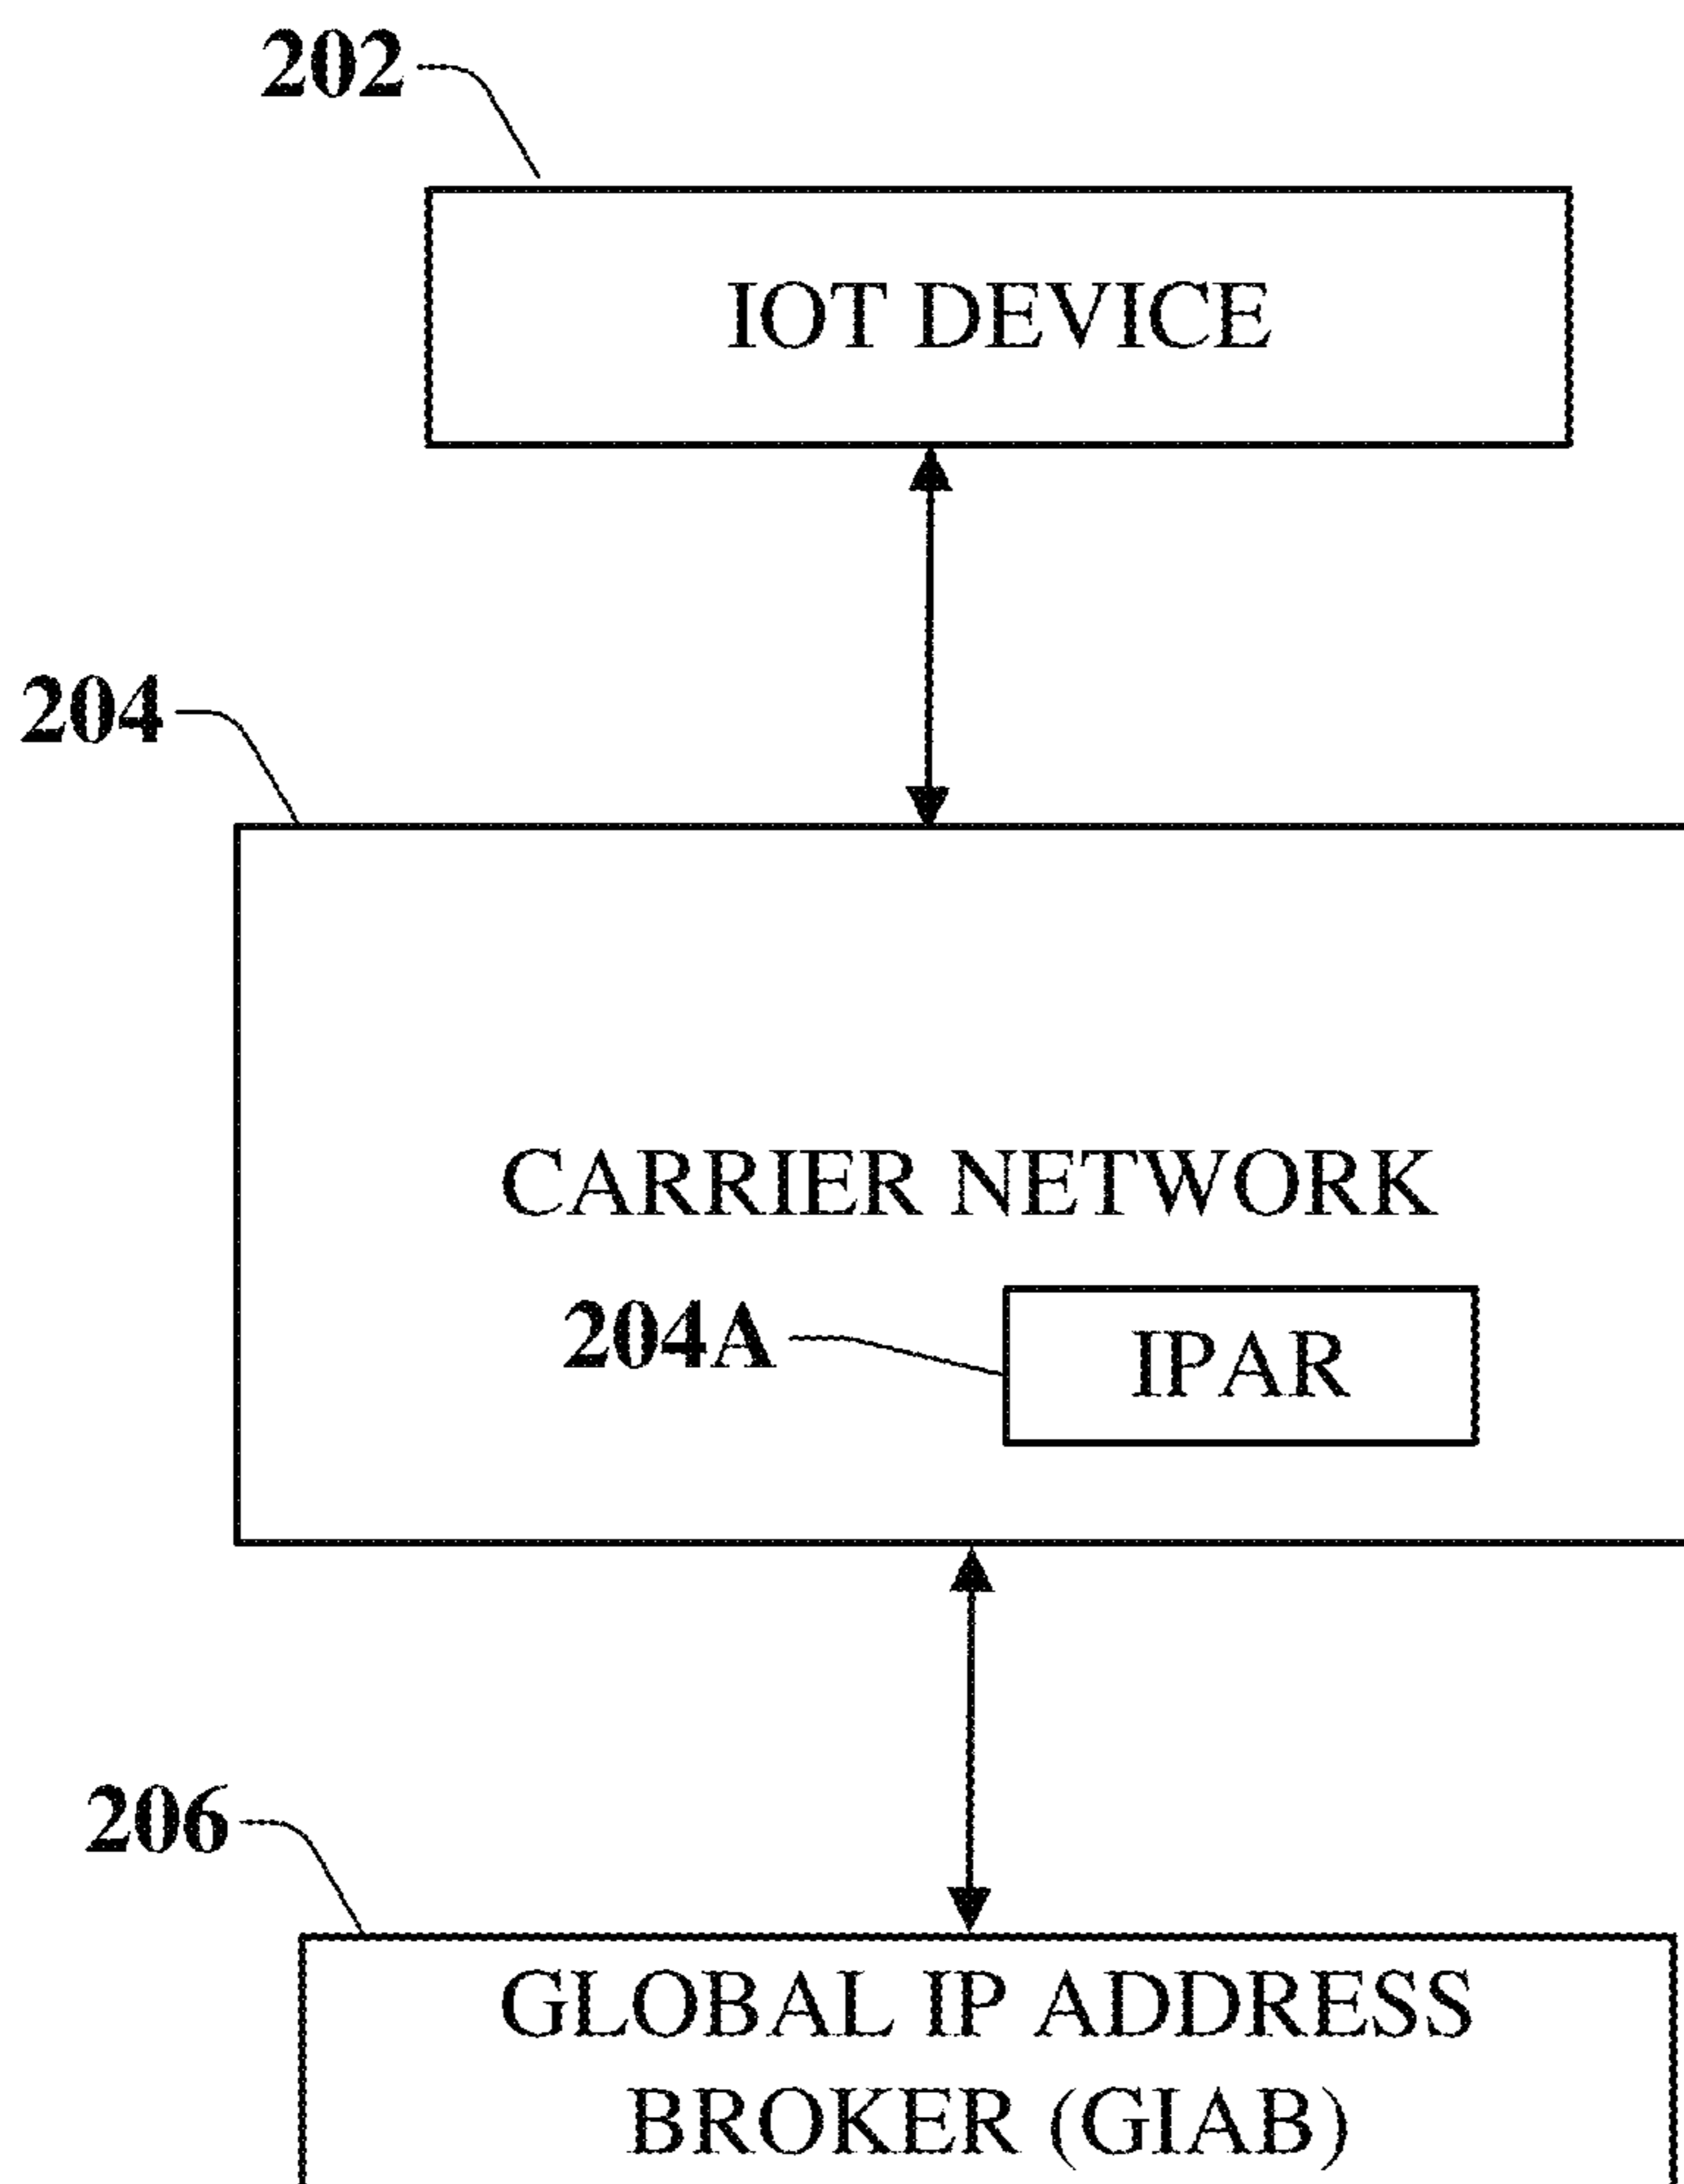 202
IOT DEVICE
204
CARRIER NETWORK
204A
IPAR
206
GLOBAL IP ADDRESS
BROKER (GIAB)